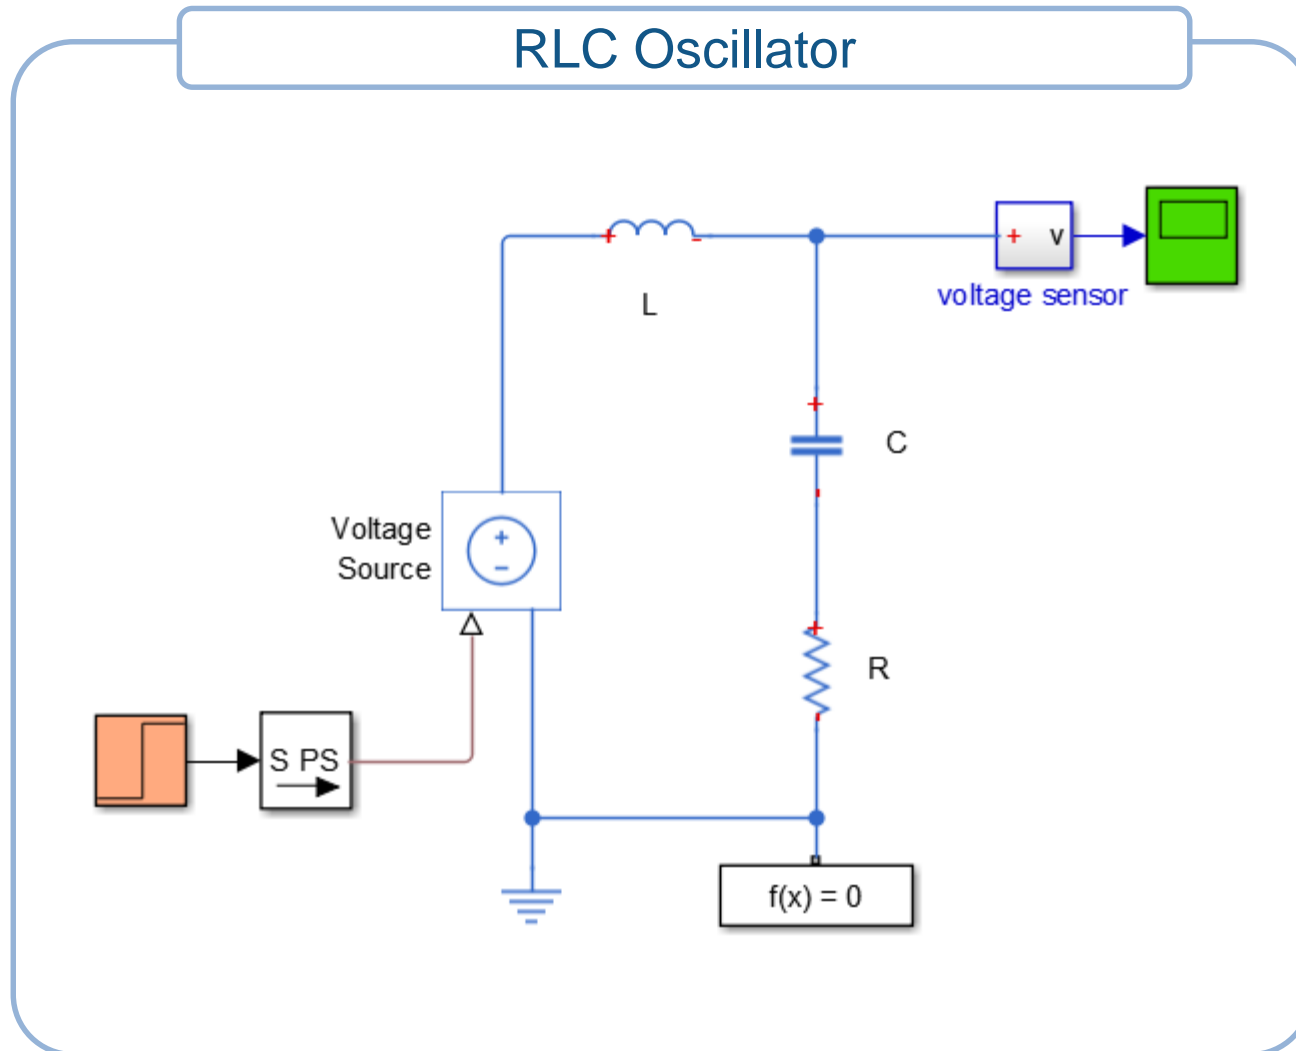 RLC Oscillator
+ v
voltage sensor
+ -
L
+
C
Voltage
Source
+
−
+
R
S PS
f(x) = 0